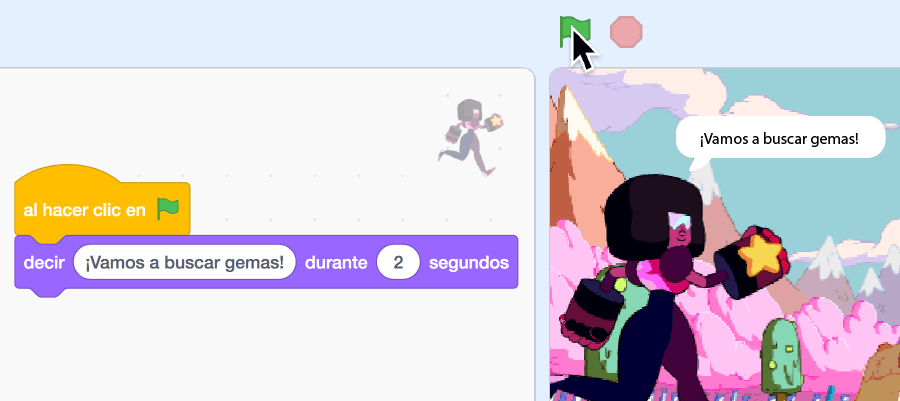 ¡Vamos a buscar gemas!
al hacer clic en
decir ¡Vamos a buscar gemas! durante 2 segundos